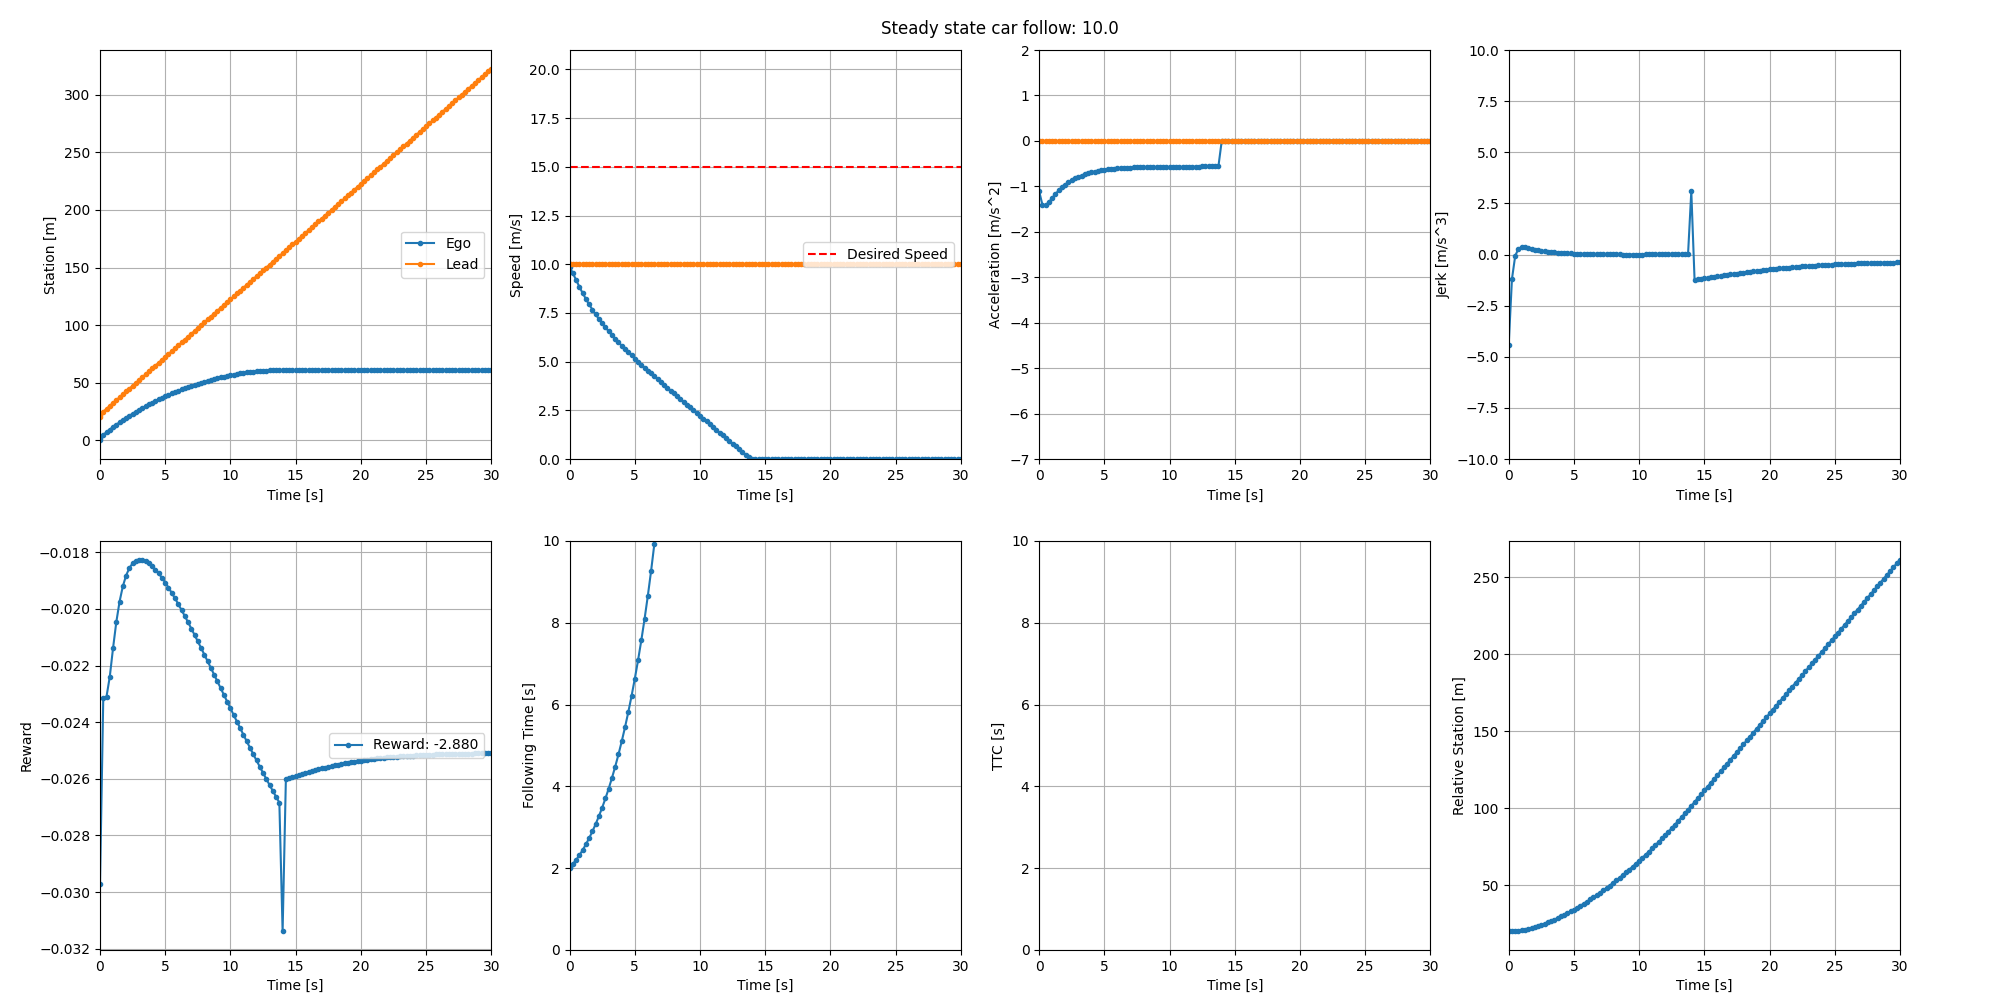 Steady state car follow: 10.0
Station [m]
300
250
200
150
100
50
0
Ego
Lead
0 5 10 15 20 25 30
Time [s]
Speed [m/s]
20.0
17.5
15.0
12.5
10.0
7.5
5.0
2.5
0.0
Desired Speed
0 5 10 15 20 25 30
Time [s]
Acceleration [m/s^2]
2
1
0
−1
−2
−3
−4
−5
−6
−7
0 5 10 15 20 25 30
Time [s]
Jerk [m/s^3]
10.0
7.5
5.0
2.5
0.0
−2.5
−5.0
−7.5
−10.0
0 5 10 15 20 25 30
Time [s]
Reward
−0.018
−0.020
−0.022
−0.024
−0.026
−0.028
−0.030
−0.032
Reward: -2.880
0 5 10 15 20 25 30
Time [s]
Following Time [s]
10
8
6
4
2
0
0 5 10 15 20 25 30
Time [s]
TTC [s]
10
8
6
4
2
0
0 5 10 15 20 25 30
Time [s]
Relative Station [m]
250
200
150
100
50
0 5 10 15 20 25 30
Time [s]